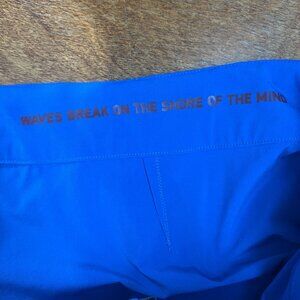 WAVES BREAK ON THE SHORE OF THE MIND